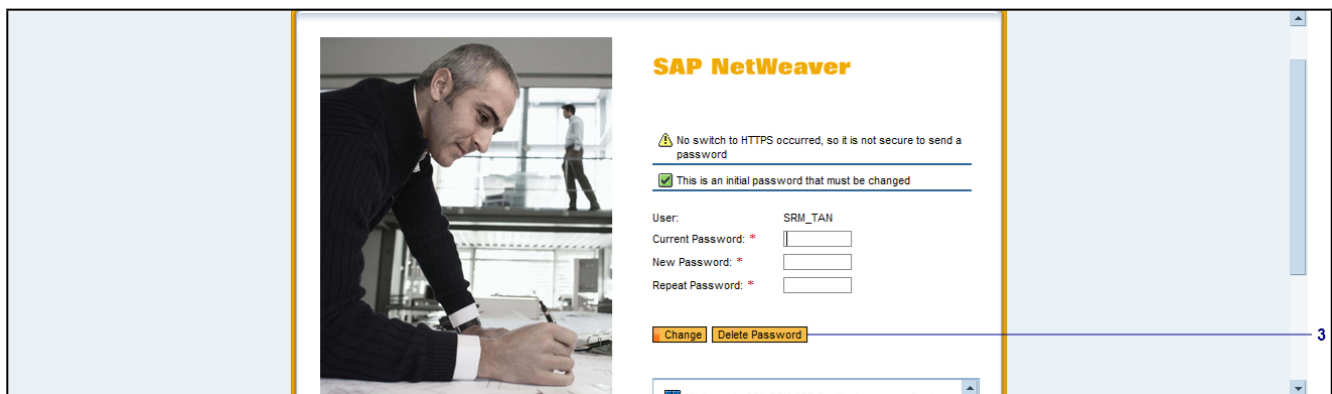 SAP NetWeaver
No switch to HTTPS occurred, so it is not secure to send a
password
This is an initial password that must be changed
User: SRM_TAN
Current Password: *
New Password: *
Repeat Password: *
Change Delete Password
3